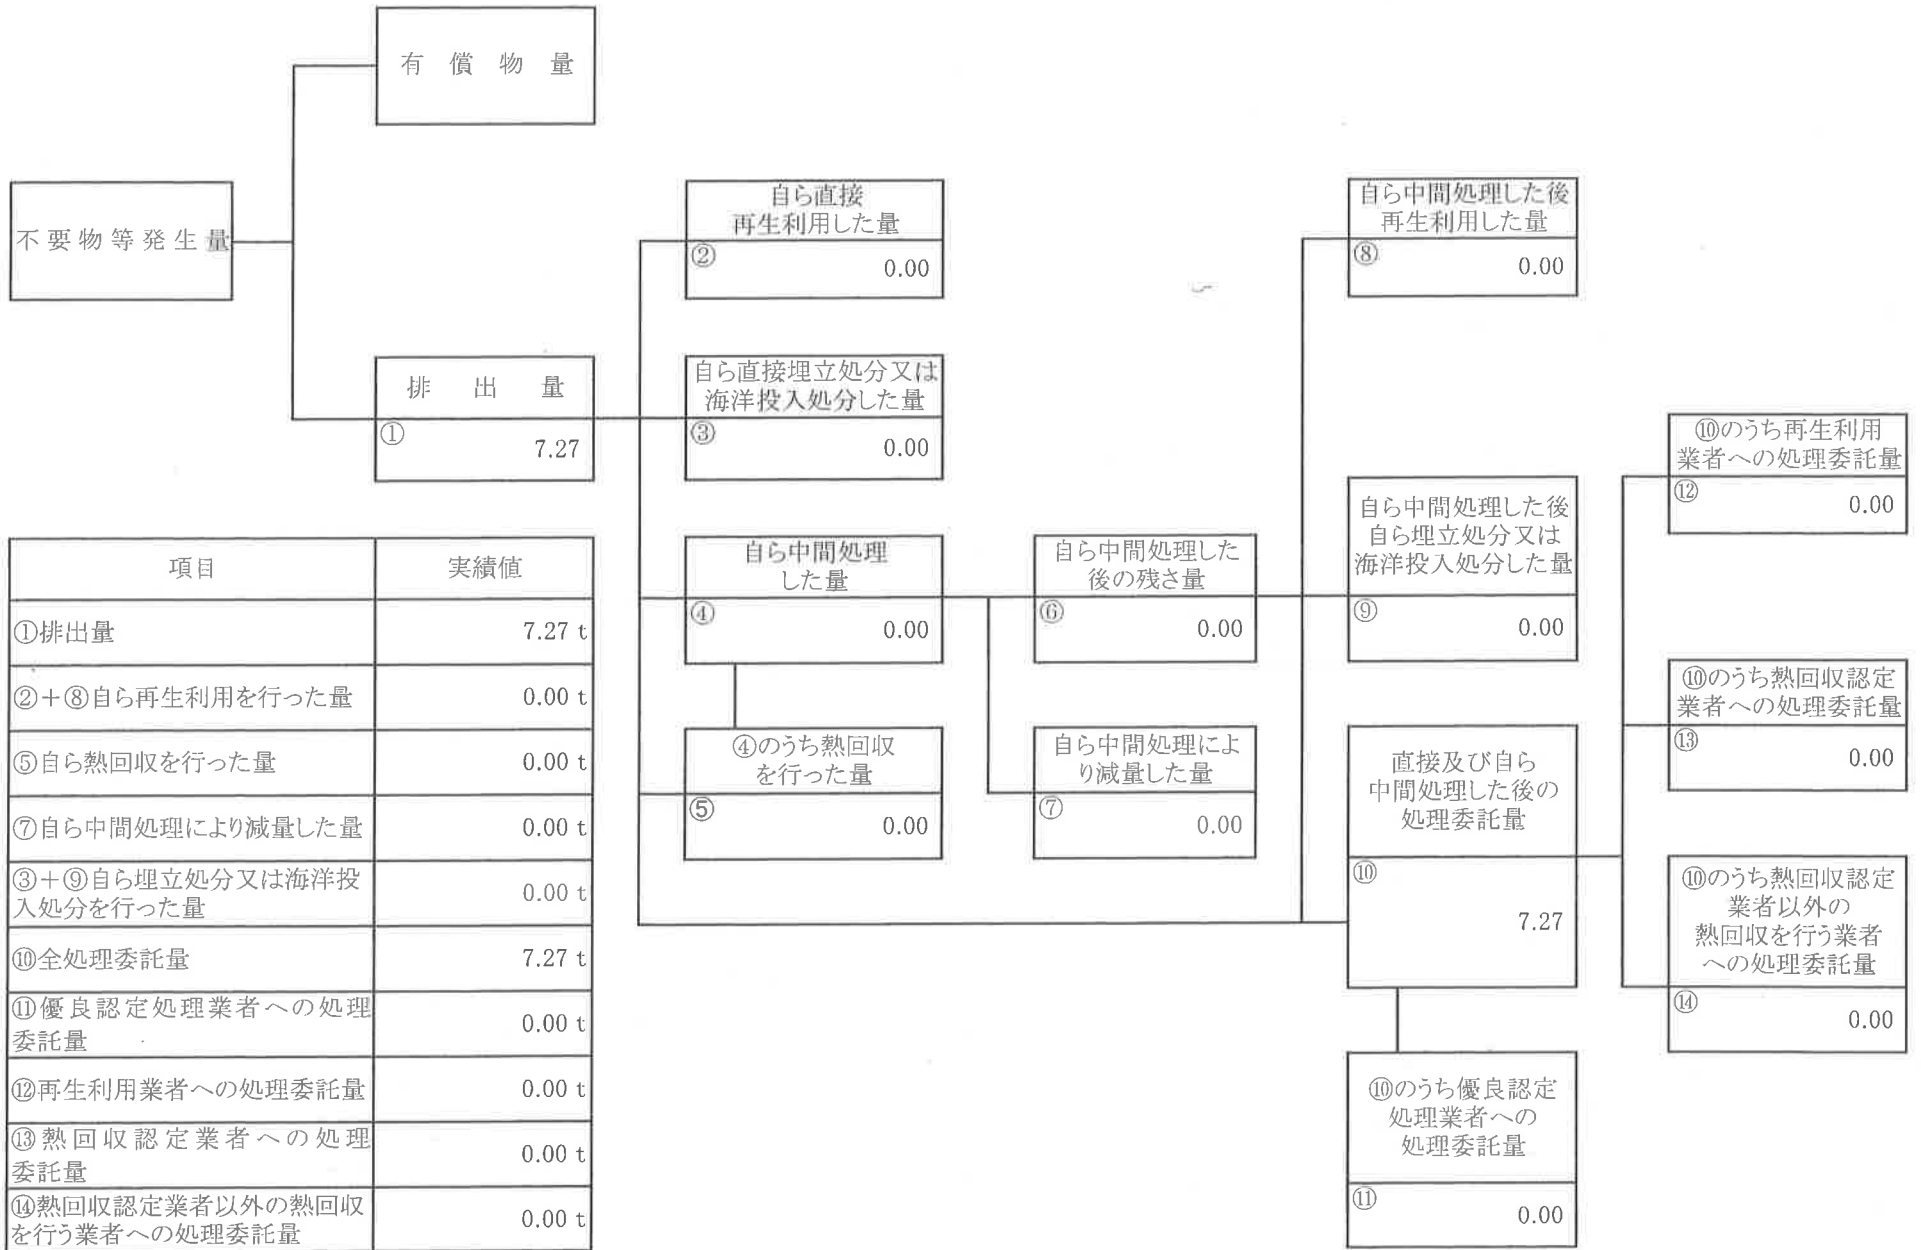 有償物量
不要物等発生量
排出量
①
7.27
自ら直接
再生利用した量
②
0.00
自ら直接埋立処分又は
海洋投入処分した量
③
0.00
自ら中間処理
した量
④
0.00
④のうち熱回収
を行った量
⑤
0.00
自ら中間処理した
後の残さ量
⑥
0.00
自ら中間処理によ
り減量した量
⑦
0.00
自ら中間処理した後
再生利用した量
⑧
0.00
自ら中間処理した後
自ら埋立処分又は
海洋投入処分した量
⑨
0.00
直接及び自ら
中間処理した後の
処理委託量
⑩
7.27
⑩のうち優良認定
処理業者への
処理委託量
⑪
0.00
⑩のうち再生利用
業者への処理委託量
⑫
0.00
⑩のうち熱回収認定
業者への処理委託量
⑬
0.00
⑩のうち熱回収認定
業者以外の
熱回収を行う業者
への処理委託量
⑭
0.00
項目 実績値
①排出量 7.27 t
②+⑧自ら再生利用を行った量 0.00 t
⑤自ら熱回収を行った量 0.00 t
⑦自ら中間処理により減量した量 0.00 t
③+⑨自ら埋立処分又は海洋投
入処分を行った量 0.00 t
⑩全処理委託量 7.27 t
⑪優良認定処理業者への処理
委託量 0.00 t
⑫再生利用業者への処理委託量 0.00 t
⑬熱回収認定業者への処理
委託量 0.00 t
⑭熱回収認定業者以外の熱回収
を行う業者への処理委託量 0.00 t